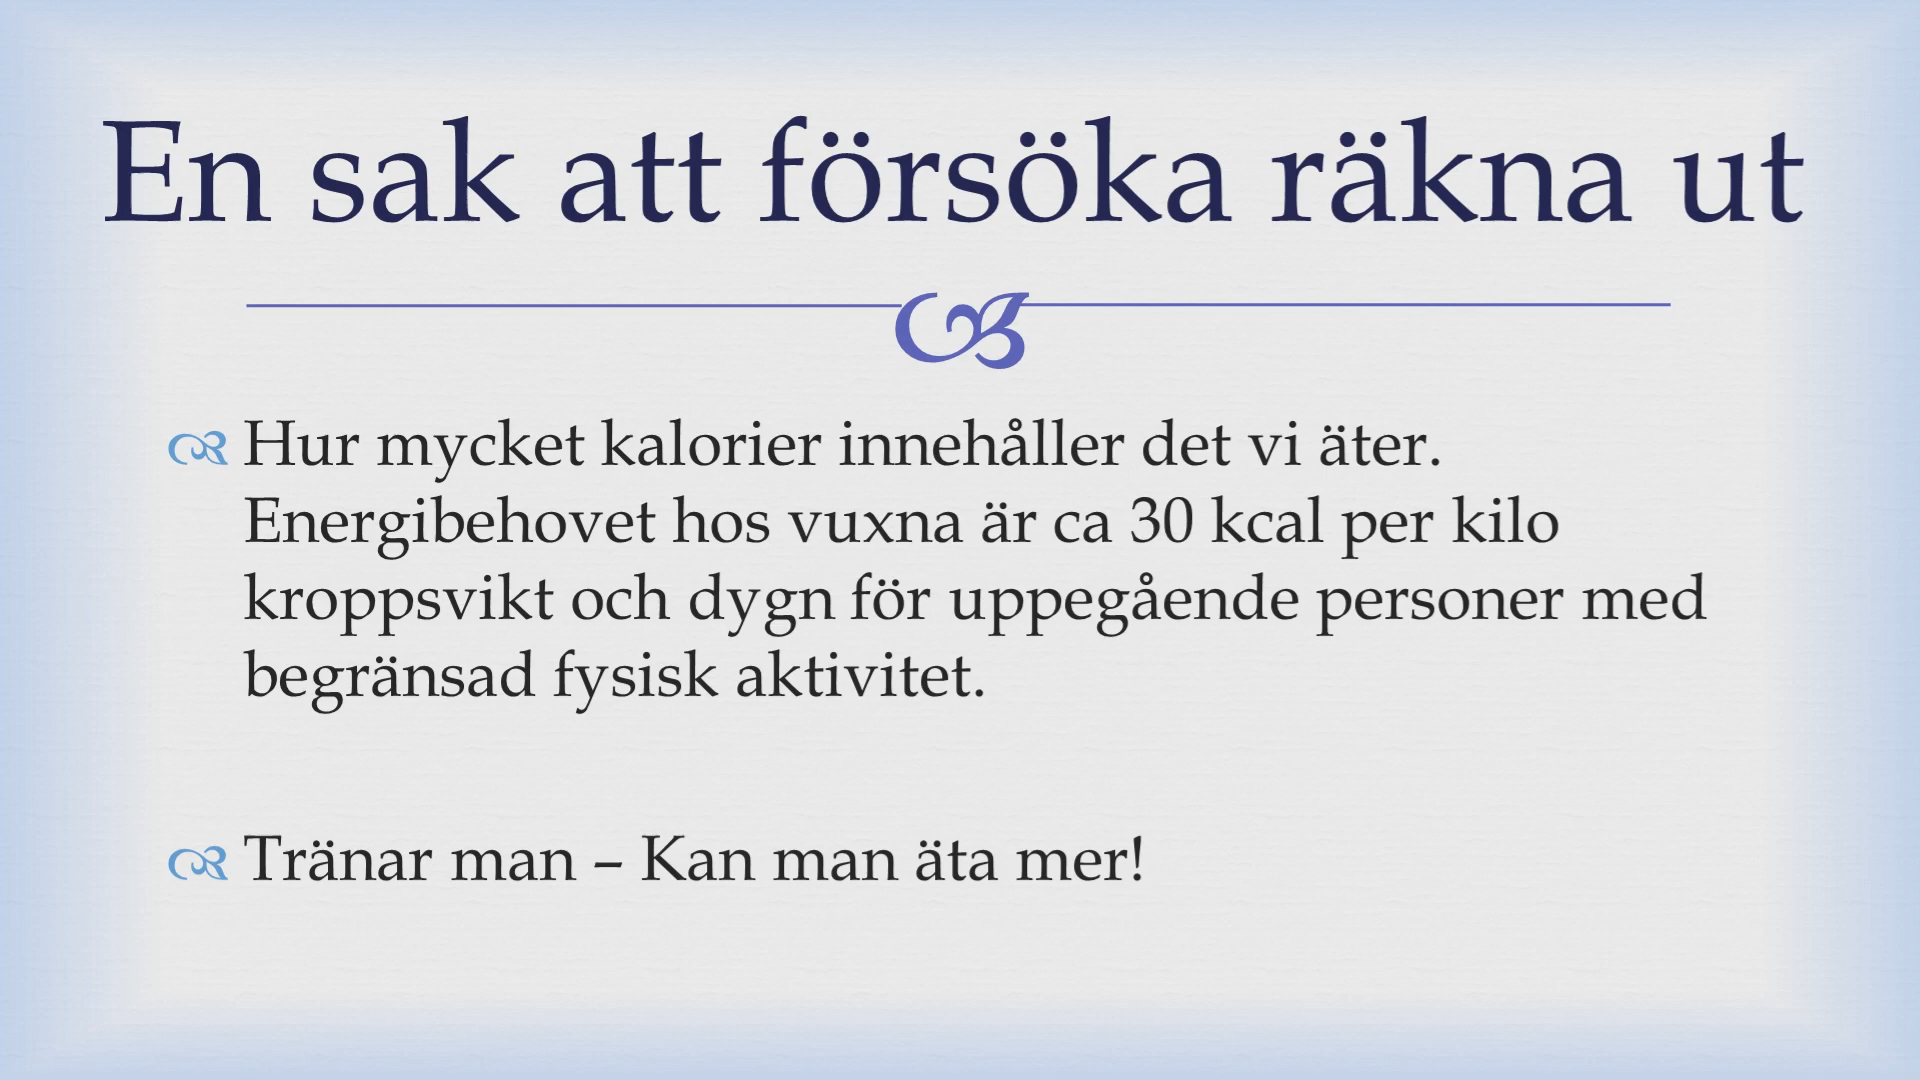 En sak att försöka räkna ut
Hur mycket kalorier innehåller det vi äter.
Energibehovet hos vuxna är ca 30 kcal per kilo
kroppsvikt och dygn för uppegående personer med
begränsad fysisk aktivitet.
Tränar man – Kan man äta mer!